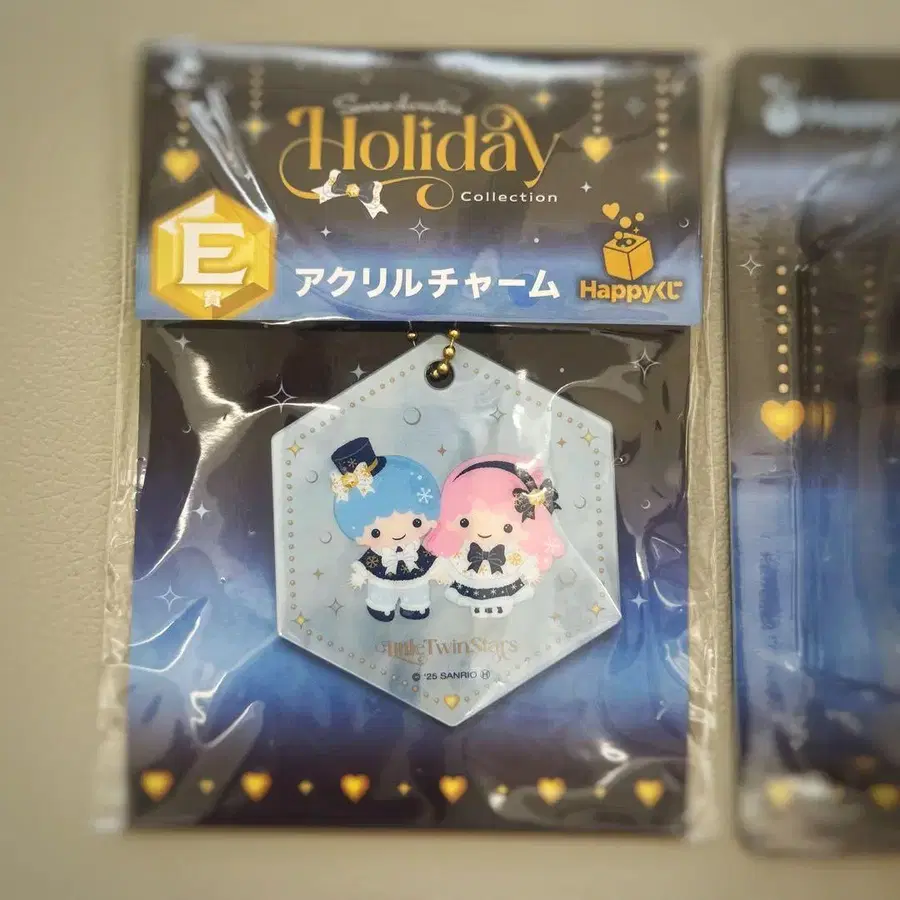 Sanrio characters
Holiday
Collection
E
賞
アクリルチャーム
Happyくじ
LittleTwinStars
© '25 SANRIO Ⓗ
Happy